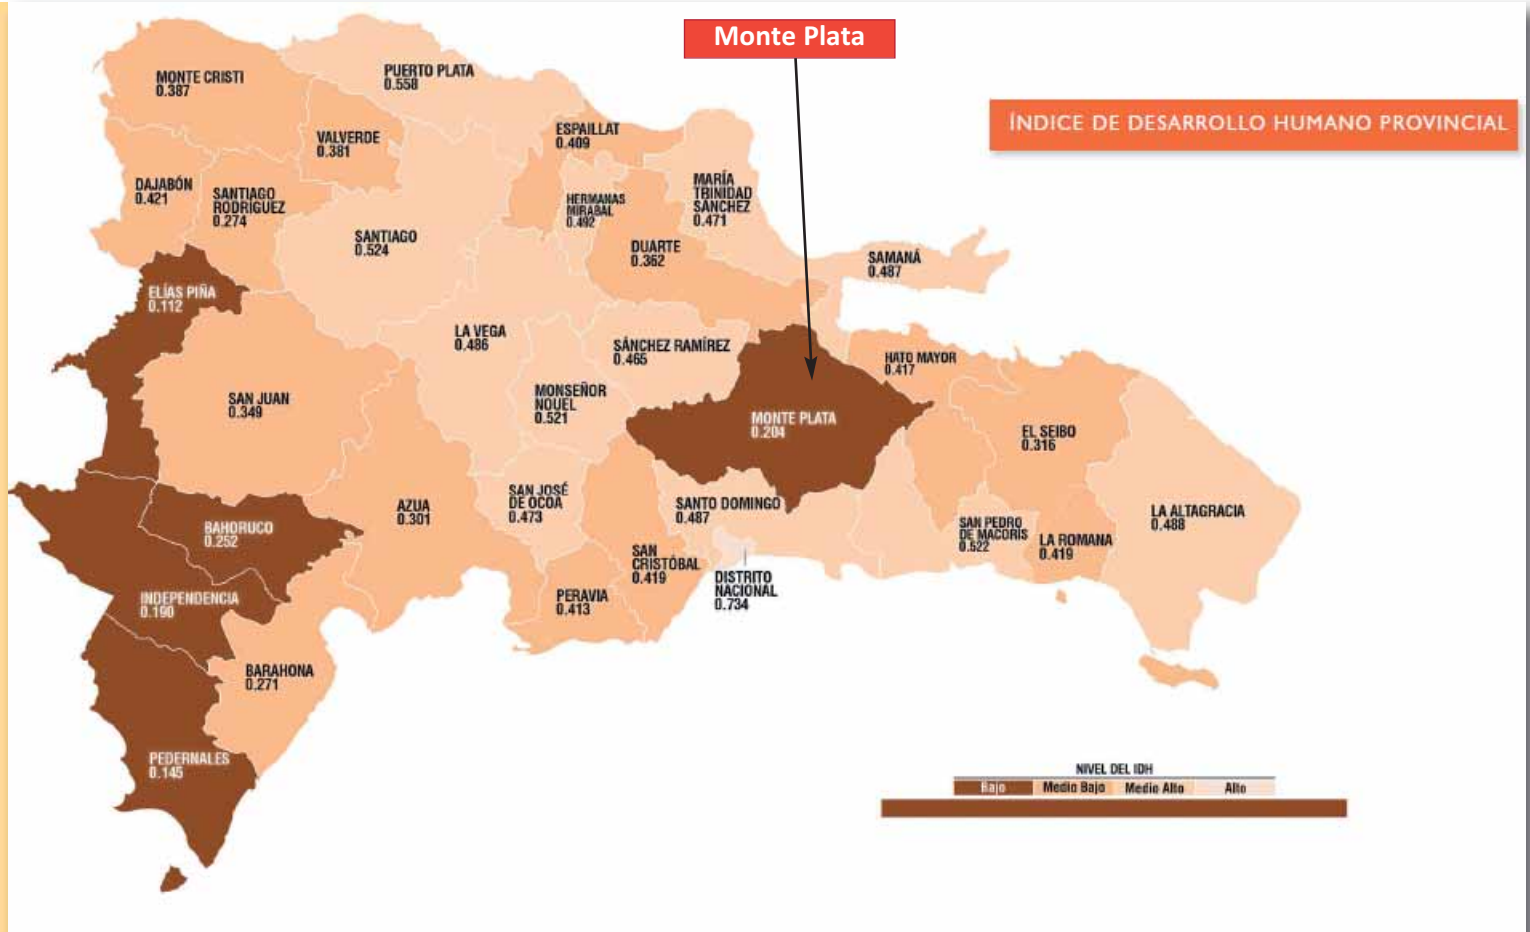 Monte Plata
ÍNDICE DE DESARROLLO HUMANO PROVINCIAL
MONTE CRISTI
0.387
PUERTO PLATA
0.558
VALVERDE
0.381
ESPAILLAT
0.409
DAJABÓN
0.421
SANTIAGO
RODRÍGUEZ
0.274
HERMANAS
MIRABAL
0.492
MARÍA
TRINIDAD
SÁNCHEZ
0.471
SANTIAGO
0.524
DUARTE
0.362
SAMANÁ
0.487
ELÍAS PIÑA
0.112
LA VEGA
0.486
SÁNCHEZ RAMÍREZ
0.465
HATO MAYOR
0.417
SAN JUAN
0.349
MONSEÑOR
NOUEL
0.521
MONTE PLATA
0.204
EL SEIBO
0.316
AZUA
0.301
SAN JOSÉ
DE OCOA
0.473
SANTO DOMINGO
0.487
LA ALTAGRACIA
0.488
BAHORUCO
0.252
SAN PEDRO
DE MACORÍS
0.522
LA ROMANA
0.419
SAN
CRISTÓBAL
0.419
DISTRITO
NACIONAL
0.734
INDEPENDENCIA
0.190
PERAVIA
0.413
BARAHONA
0.271
PEDERNALES
0.145
NIVEL DEL IDH
Bajo Medio Bajo Medio Alto Alto